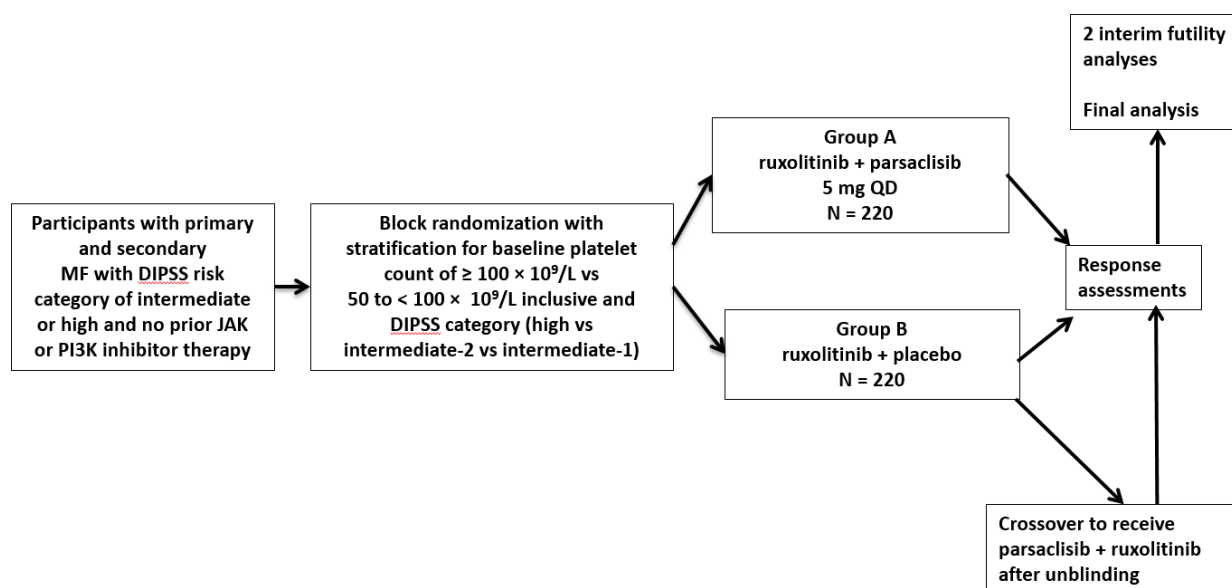 Participants with primary
and secondary
MF with DIPSS risk
category of intermediate
or high and no prior JAK
or PI3K inhibitor therapy
Block randomization with
stratification for baseline platelet
count of ≥ 100 × 10⁹/L vs
50 to < 100 × 10⁹/L inclusive and
DIPSS category (high vs
intermediate-2 vs intermediate-1)
Group A
ruxolitinib + parsaclisib
5 mg QD
N = 220
Group B
ruxolitinib + placebo
N = 220
Response
assessments
2 interim futility
analyses
Final analysis
Crossover to receive
parsaclisib + ruxolitinib
after unblinding